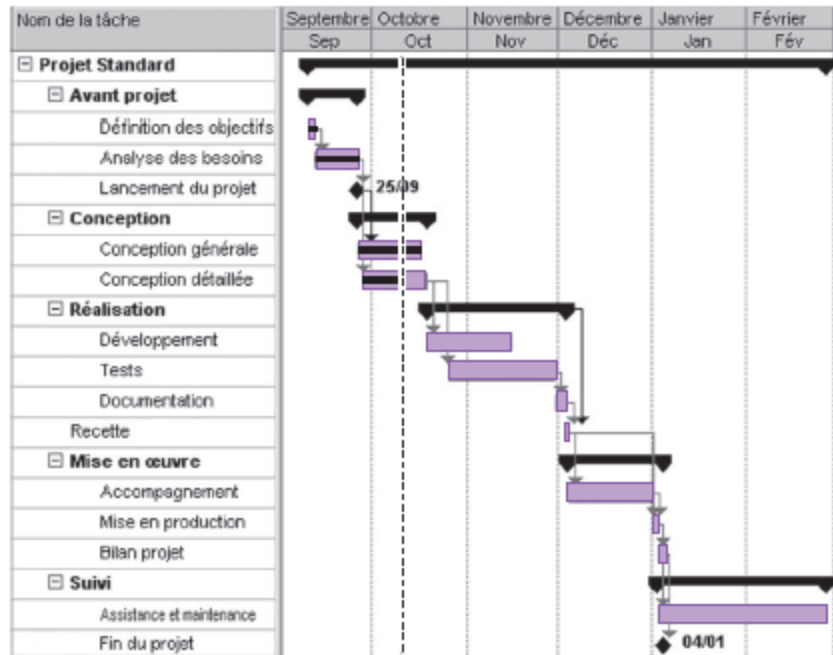 Nom de la tâche
Septembre Octobre Novembre Décembre Janvier Février
Sep Oct Nov Déc Jan Fév
Projet Standard
Avant projet
Définition des objectifs
Analyse des besoins
Lancement du projet 25/09
Conception
Conception générale
Conception détaillée
Réalisation
Développement
Tests
Documentation
Recette
Mise en œuvre
Accompagnement
Mise en production
Bilan projet
Suivi
Assistance et maintenance
Fin du projet 04/01